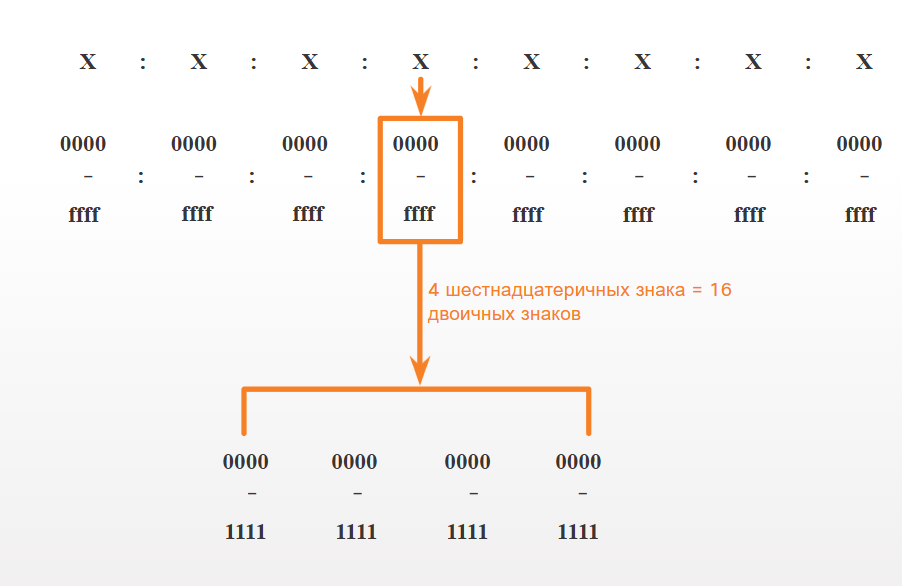 X : X : X : X : X : X : X : X
0000 0000 0000 0000 0000 0000 0000 0000
– : – : – : – : – : – : – : –
ffff ffff ffff ffff ffff ffff ffff ffff
4 шестнадцатеричных знака = 16
двоичных знаков
0000 0000 0000 0000
– – – –
1111 1111 1111 1111